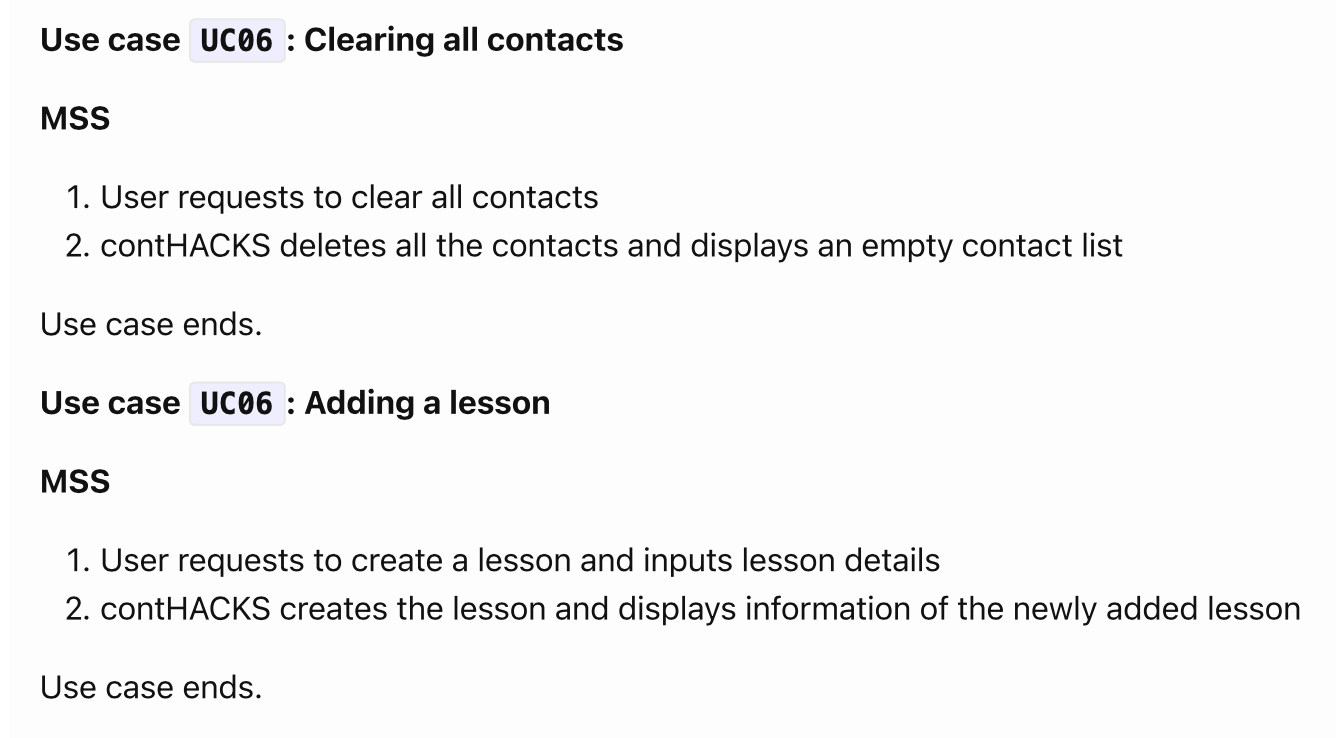 Use case UC06 : Clearing all contacts
MSS
1. User requests to clear all contacts
2. contHACKS deletes all the contacts and displays an empty contact list
Use case ends.
Use case UC06 : Adding a lesson
MSS
1. User requests to create a lesson and inputs lesson details
2. contHACKS creates the lesson and displays information of the newly added lesson
Use case ends.